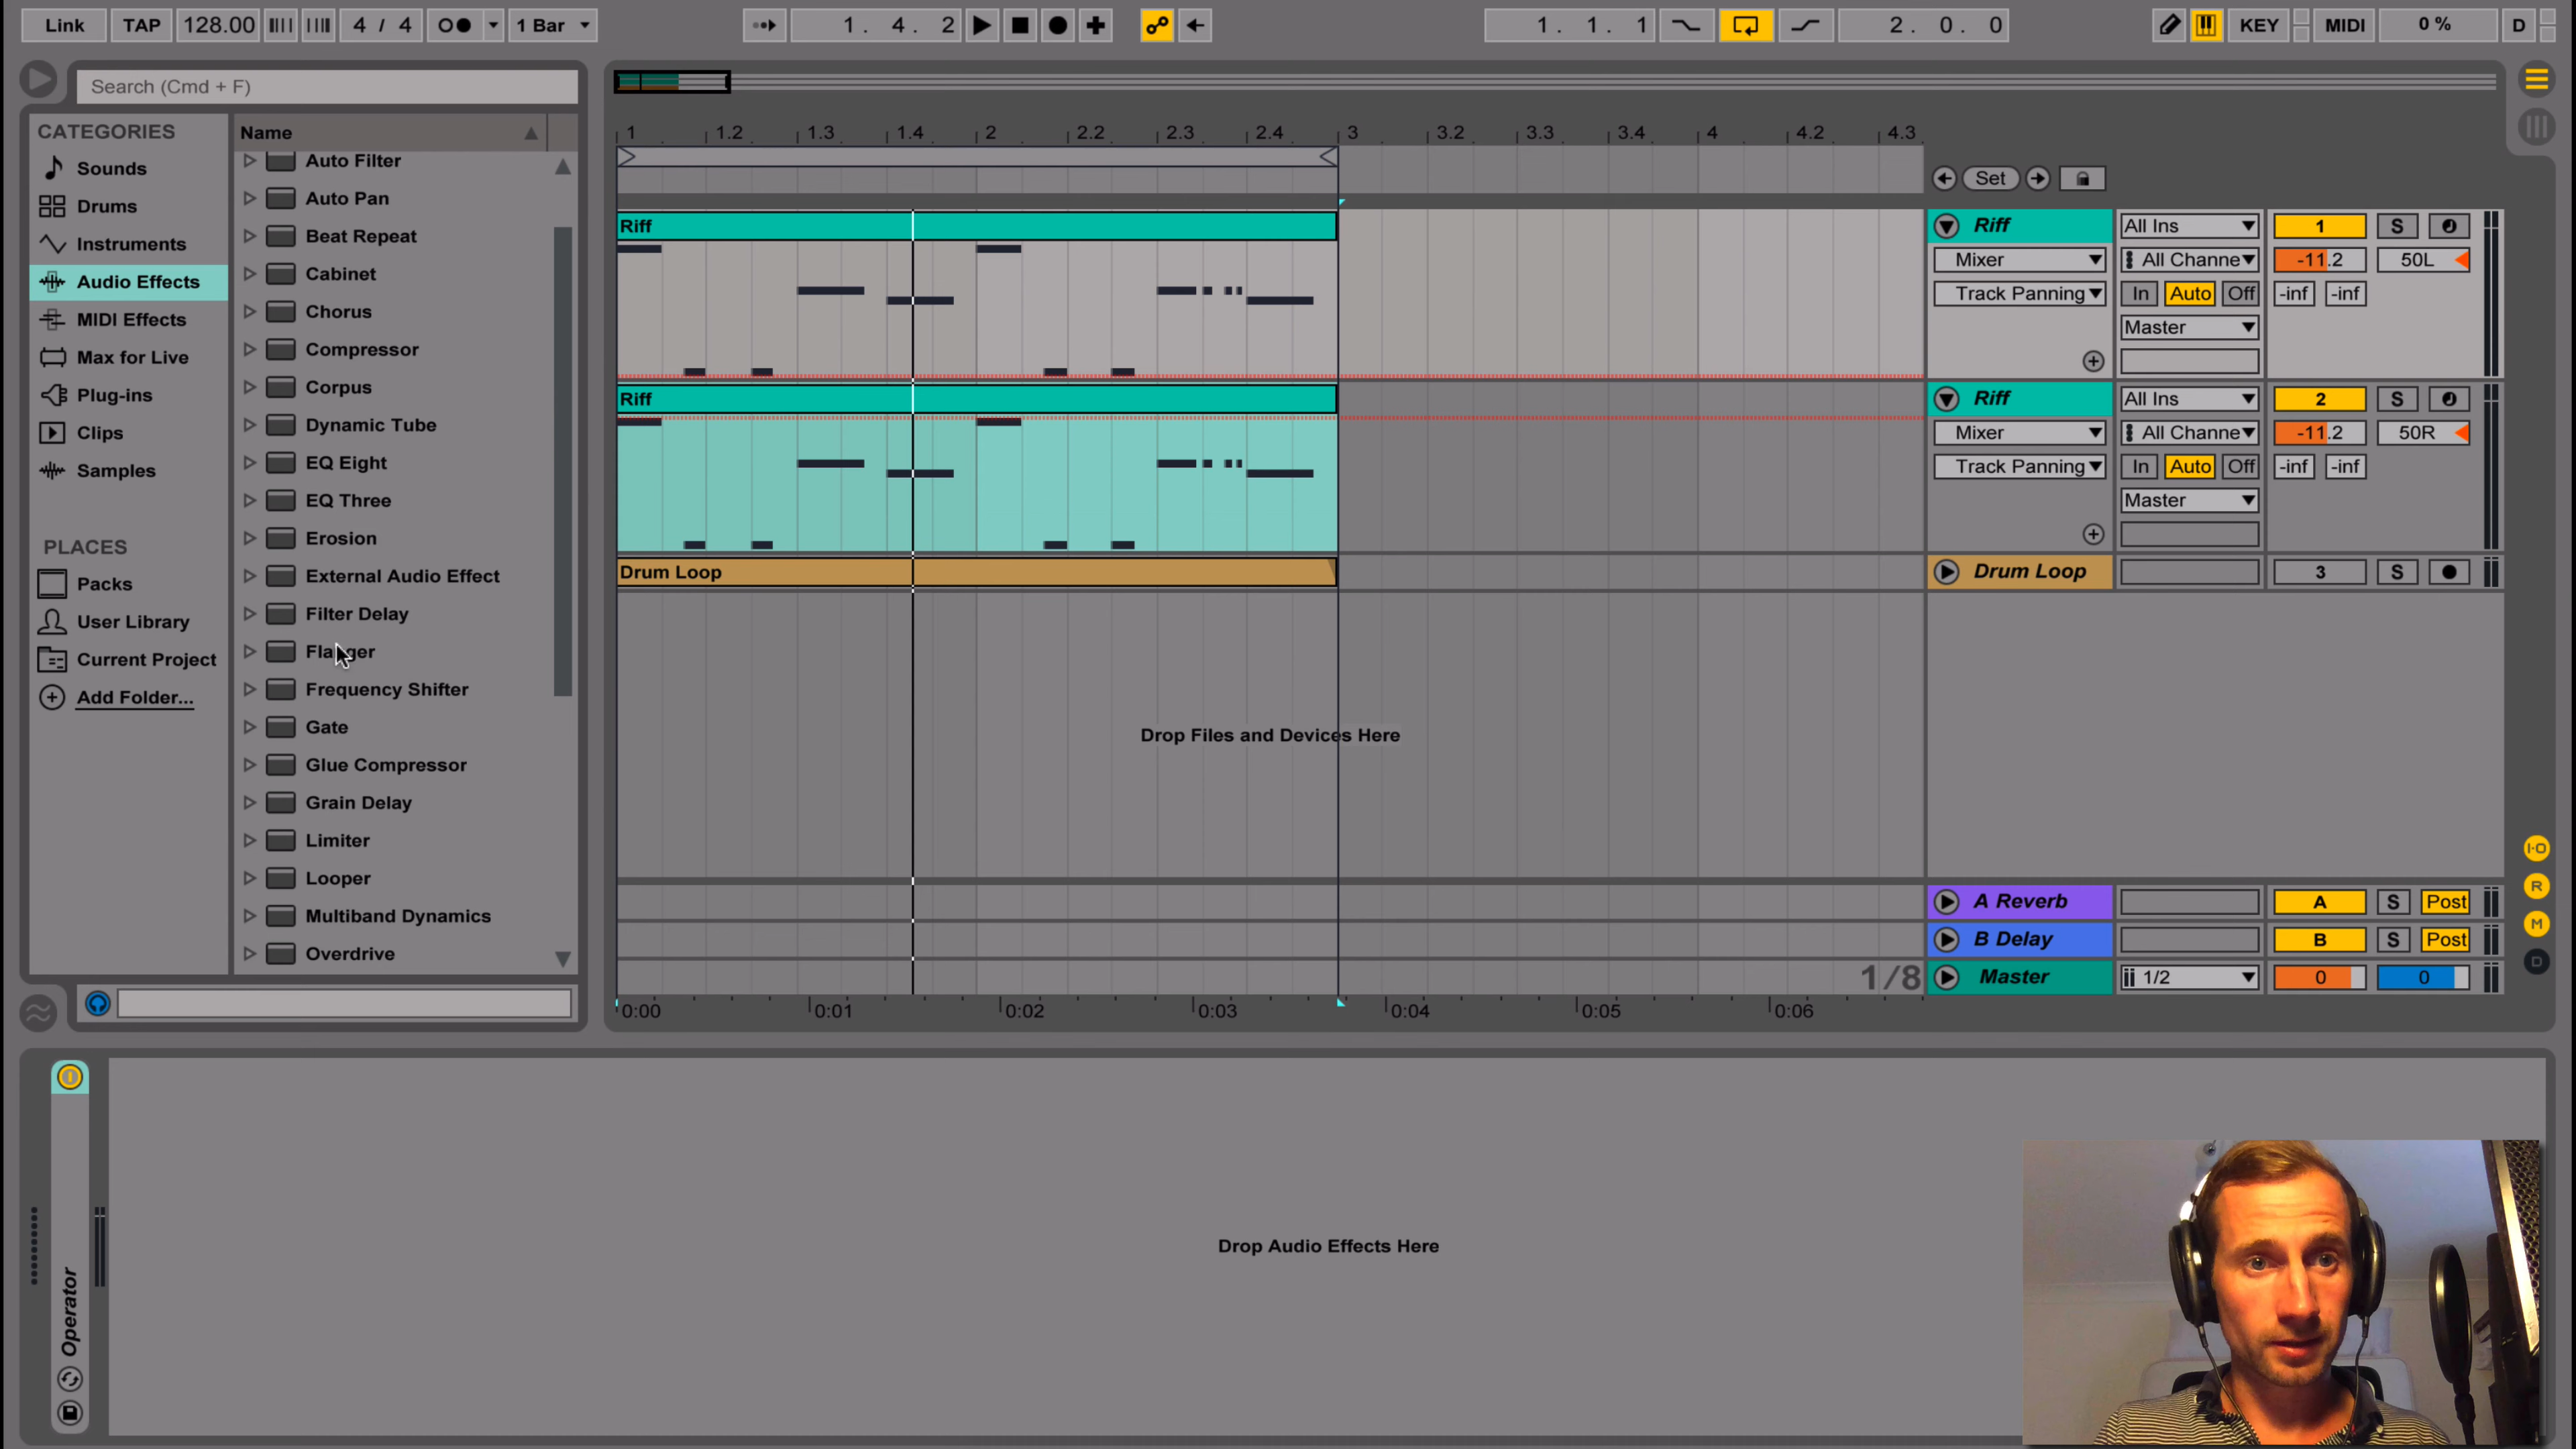 Link TAP 128.00 4 / 4 1 Bar 1. 4. 2 1. 1. 1 2. 0. 0 KEY MIDI 0 % D
Search (Cmd + F)
CATEGORIES
Sounds
Drums
Instruments
Audio Effects
MIDI Effects
Plug-ins
Max for Live
Clips
Samples
PLACES
Packs
User Library
Current Project
Add Folder...
Name
Auto Filter
Auto Pan
Beat Repeat
Cabinet
Chorus
Compressor
Corpus
Dynamic Tube
EQ Eight
EQ Three
Erosion
External Audio Effect
Filter Delay
Flanger
Frequency Shifter
Gate
Glue Compressor
Grain Delay
Limiter
Looper
Multiband Dynamics
Overdrive
1 1.2 1.3 1.4 2 2.2 2.3 2.4 3 3.2 3.3 3.4 4 4.2 4.3
Set
Riff
Riff All Ins 1 S
Mixer All Channe -11.2 50L
Track Panning In Auto Off -inf -inf
Master
Riff
Riff All Ins 2 S
Mixer All Channe -11.2 50R
Track Panning In Auto Off -inf -inf
Master
Drum Loop
Drum Loop 3 S
Drop Files and Devices Here
I-O
R
M
D
A Reverb A S Post
B Delay B S Post
1/8 Master 1/2 0 0
0:00 0:01 0:02 0:03 0:04 0:05 0:06
Operator
Drop Audio Effects Here